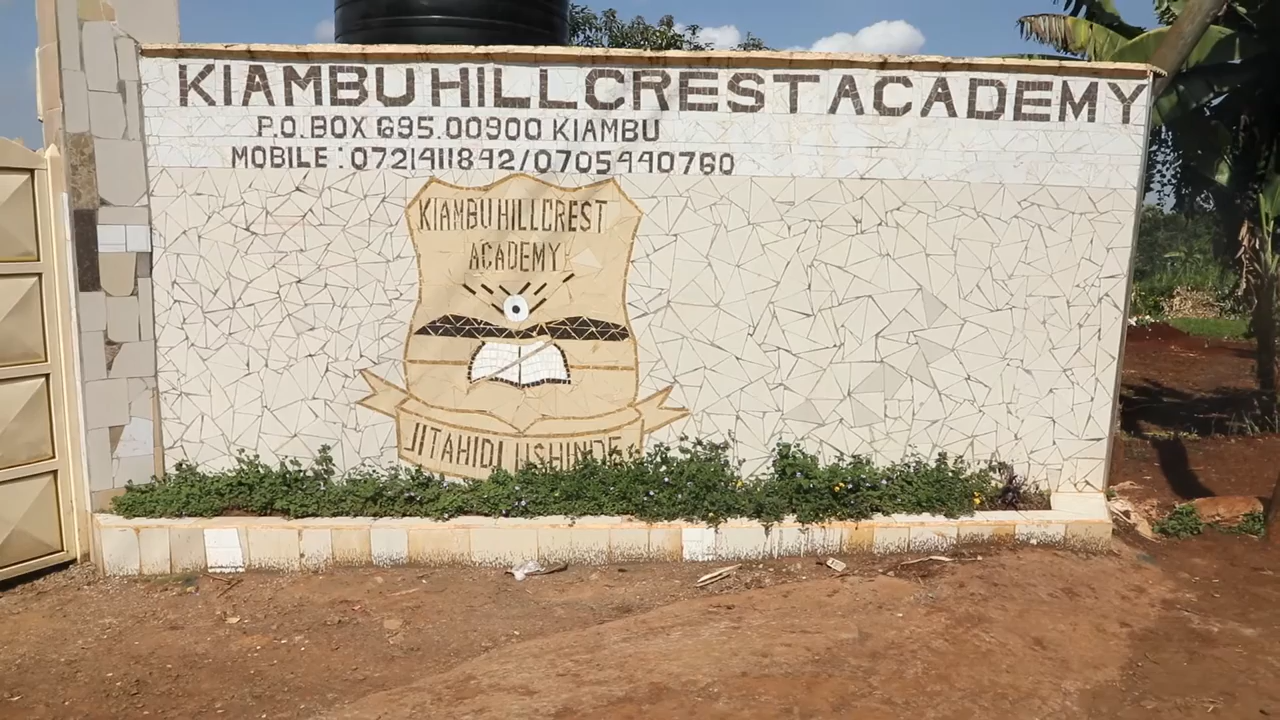 KIAMBU HILLCREST ACADEMY
P.O. BOX 695.00900 KIAMBU
MOBILE : 0721411842/0705440760
KIAMBU HILLCREST
ACADEMY
JITAHIDI USHINDE